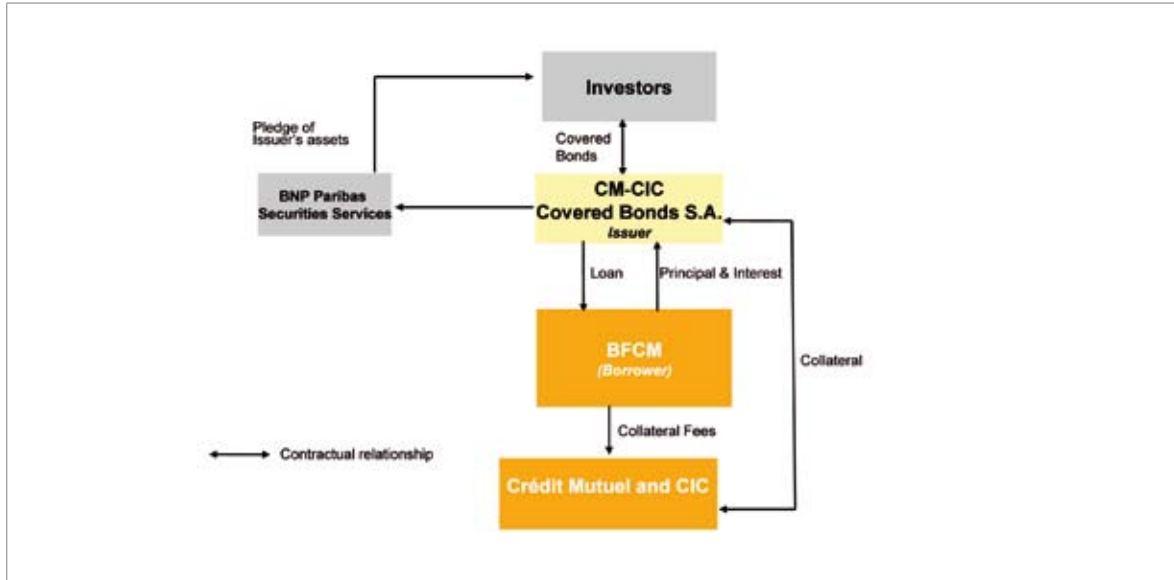 Investors
Pledge of
Issuer's assets
Covered
Bonds
BNP Paribas
Securities Services
CM-CIC
Covered Bonds S.A.
Issuer
Loan
Principal & Interest
BFCM
(Borrower)
Collateral
Collateral Fees
Contractual relationship
Crédit Mutuel and CIC